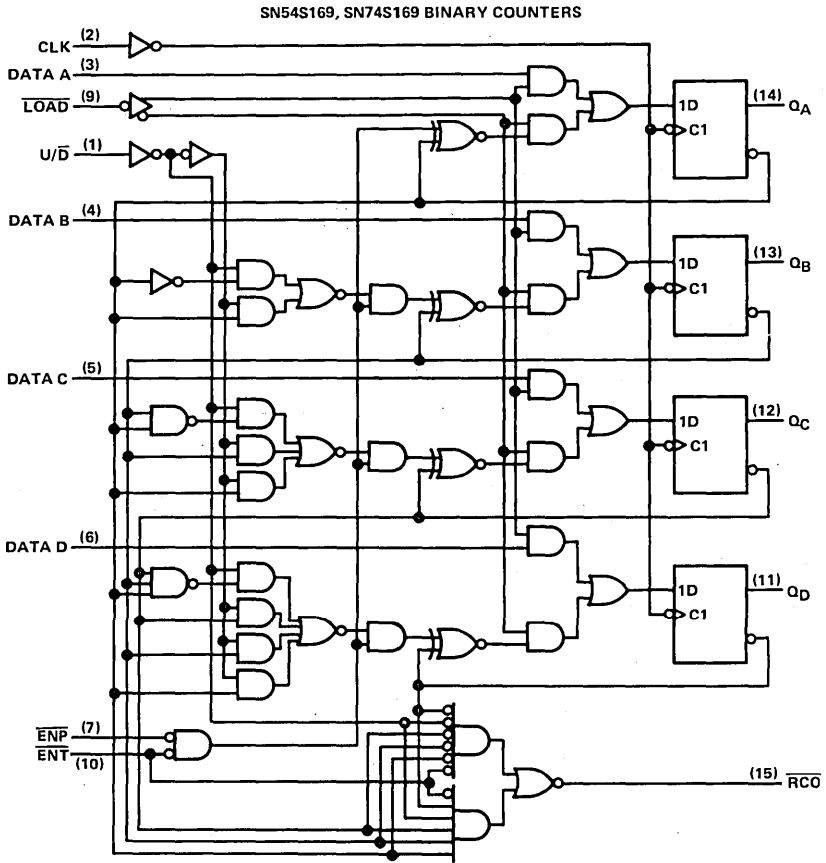 SN54S169, SN74S169 BINARY COUNTERS
CLK (2)
DATA A (3)
LOAD (9)
U/D (1)
1D
C1
(14) QA
DATA B (4)
1D
C1
(13) QB
DATA C (5)
1D
C1
(12) QC
DATA D (6)
1D
C1
(11) QD
ENP (7)
ENT (10)
(15) RCO